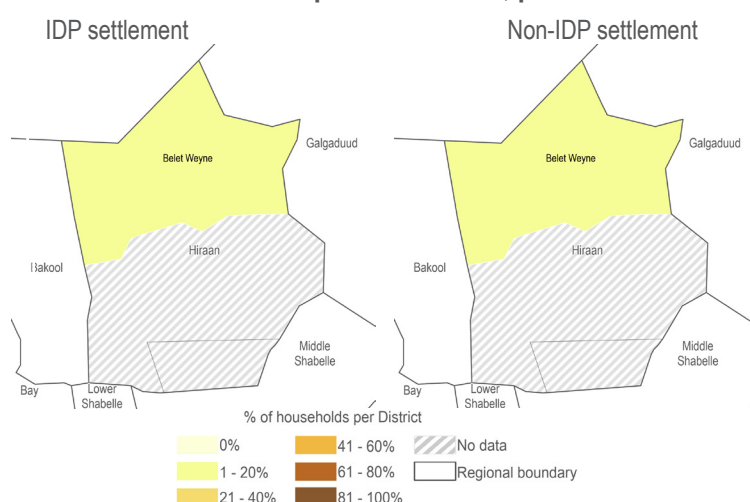 IDP settlement
Non-IDP settlement
Belet Weyne
Galgaduud
Hiraan
Bakool
Middle
Shabelle
Bay
Lower
Shabelle
Belet Weyne
Galgaduud
Hiraan
Bakool
Middle
Shabelle
Bay
Lower
Shabelle
% of households per District
0%
1 - 20%
21 - 40%
41 - 60%
61 - 80%
81 - 100%
No data
Regional boundary